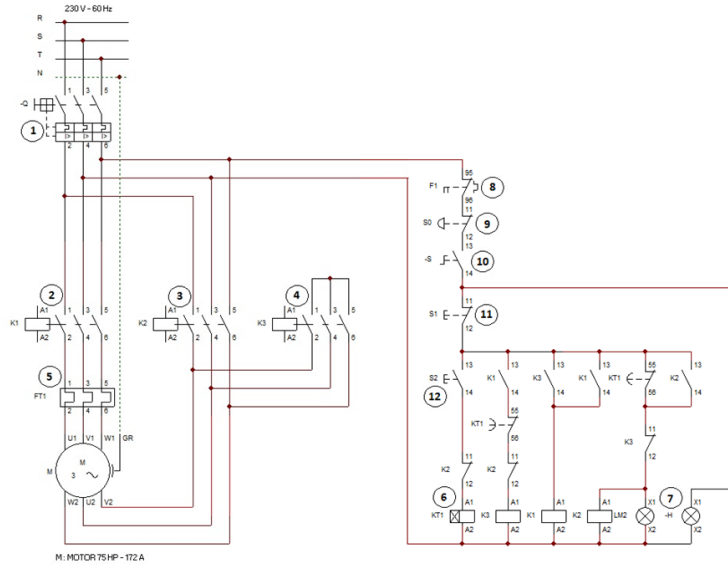 230 V - 60 Hz
R
S
T
N
1 3 5
-Q
1
2 4 6
95
F1
8
96
11
S0
9
12
13
-S
10
14
2
3
4
A1 1 3 5
A1 1 3 5
A1 1 3 5
K1
K2
K3
A2 2 4 6
A2 2 4 6
A2 2 4 6
11
S1
11
12
5
1 3 5
FT1
2 4 6
13 13 13 13 55 13
S2 K1 K3 K1 KT1 K2
12
14 14 14 14 56 14
55
KT1
56
U1 V1 W1 GR
M
M
3
W2 U2 V2
11
K3
12
11 11
K2 K2
12 12
6
7
A1 A1 A1 A1 X1 X1
KT1 K3 K1 K2 LM2 -H
A2 A2 A2 A2 X2 X2
M: MOTOR 75 HP - 172 A